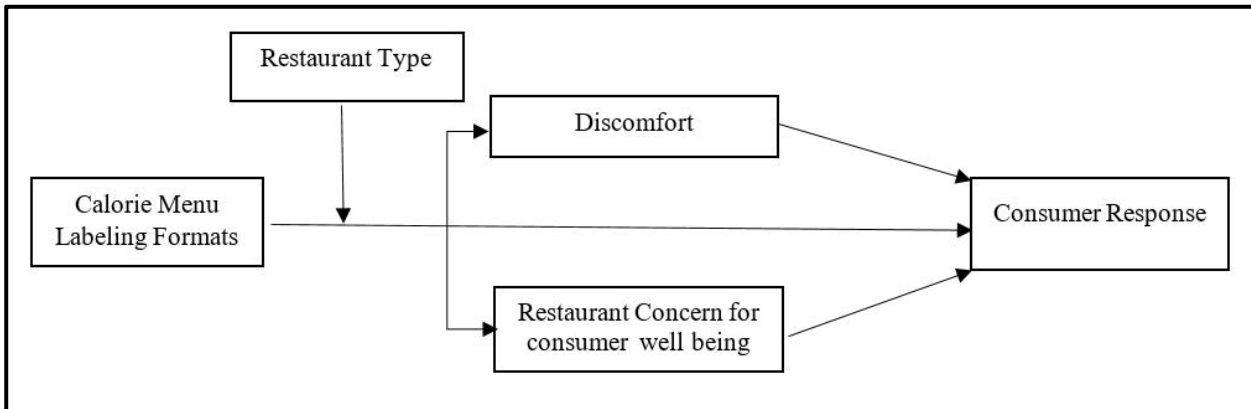 Restaurant Type
Discomfort
Calorie Menu
Labeling Formats
Consumer Response
Restaurant Concern for
consumer well being